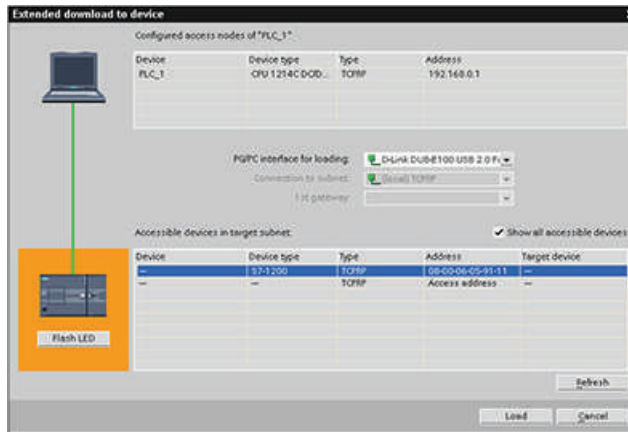 Extended download to device
Configured access nodes of "PLC_1"
Device Device type Type Address
PLC_1 CPU 1214C DC/D... TCP/IP 192.168.0.1
PG/PC interface for loading: D-Link DUB-E100 USB 2.0 F
Connection to subnet: (local) TCP/IP
1st gateway:
Accessible devices in target subnet: Show all accessible devices
Device Device type Type Address Target device
— S7-1200 TCP/IP 08-00-06-05-91-11 —
— — TCP/IP Access address —
Flash LED
Refresh
Load Cancel